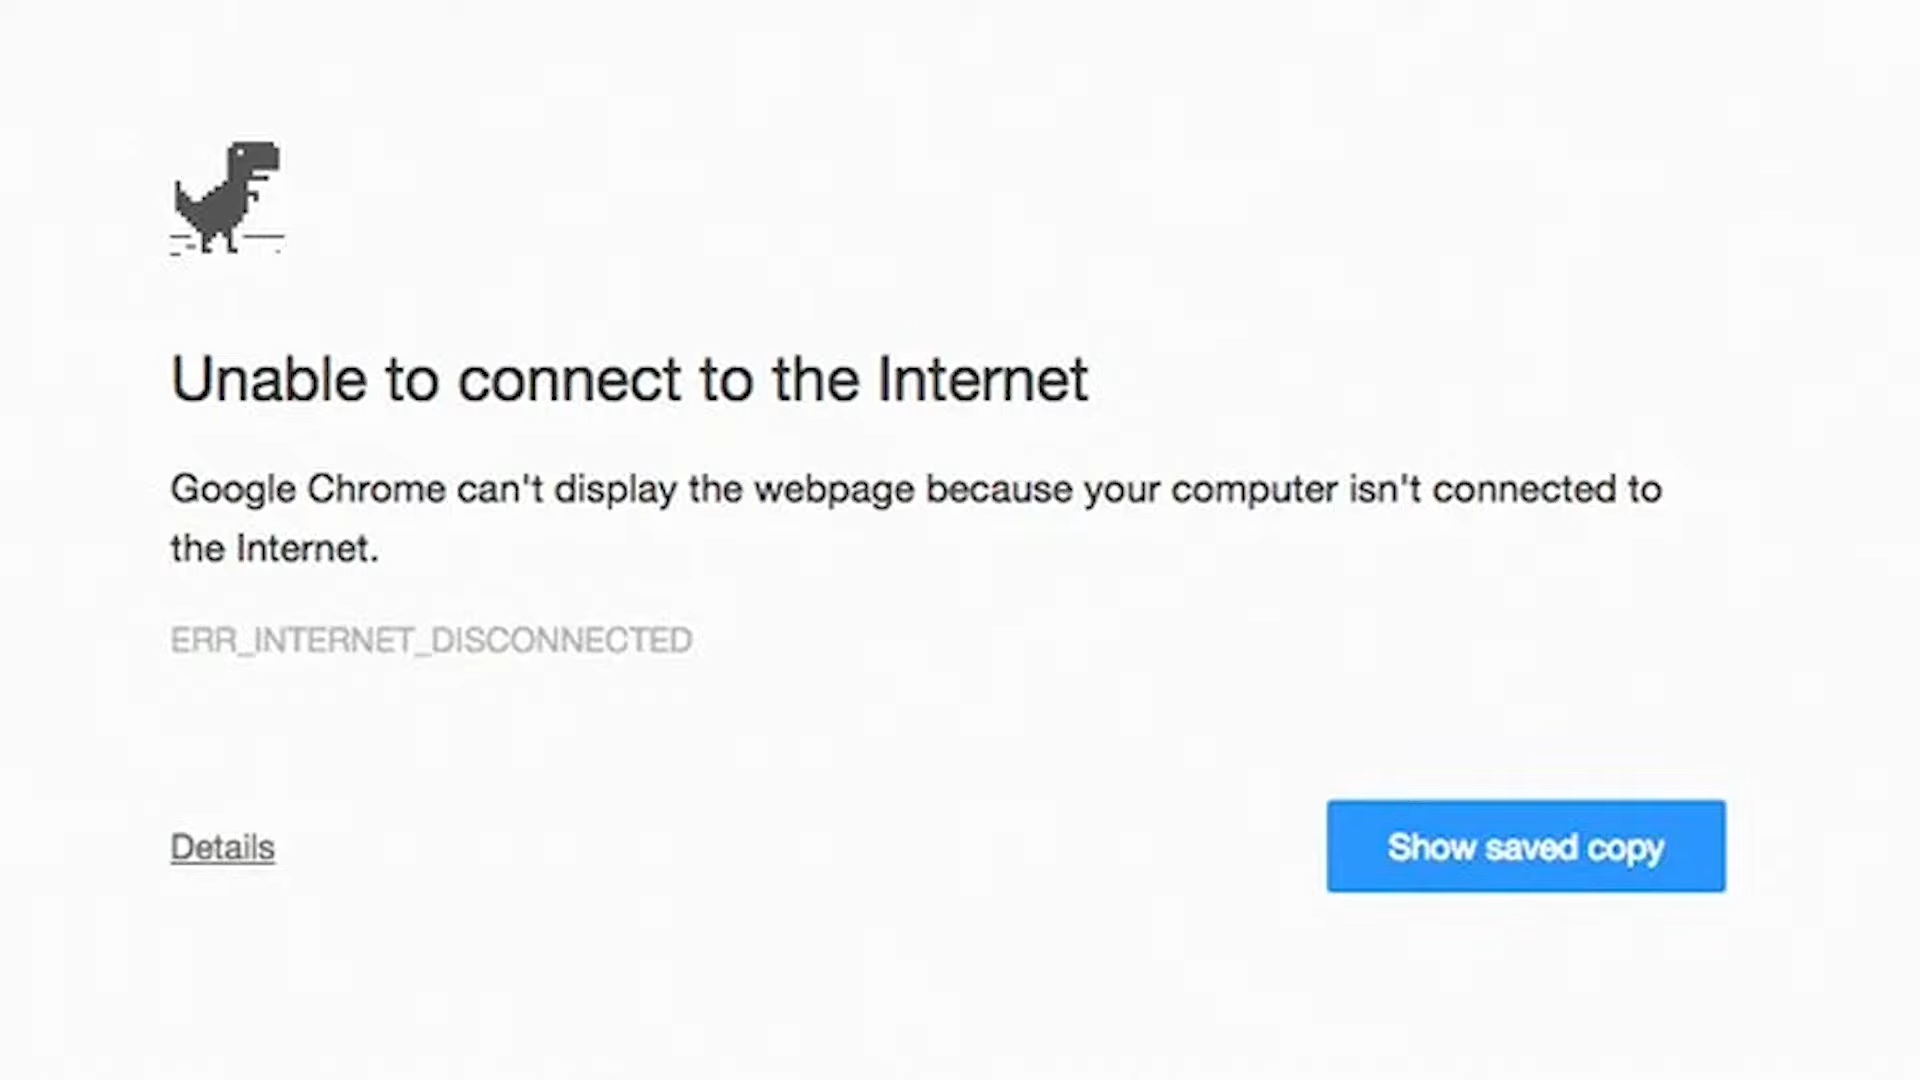 Unable to connect to the Internet
Google Chrome can't display the webpage because your computer isn't connected to
the Internet.
ERR_INTERNET_DISCONNECTED
Details
Show saved copy